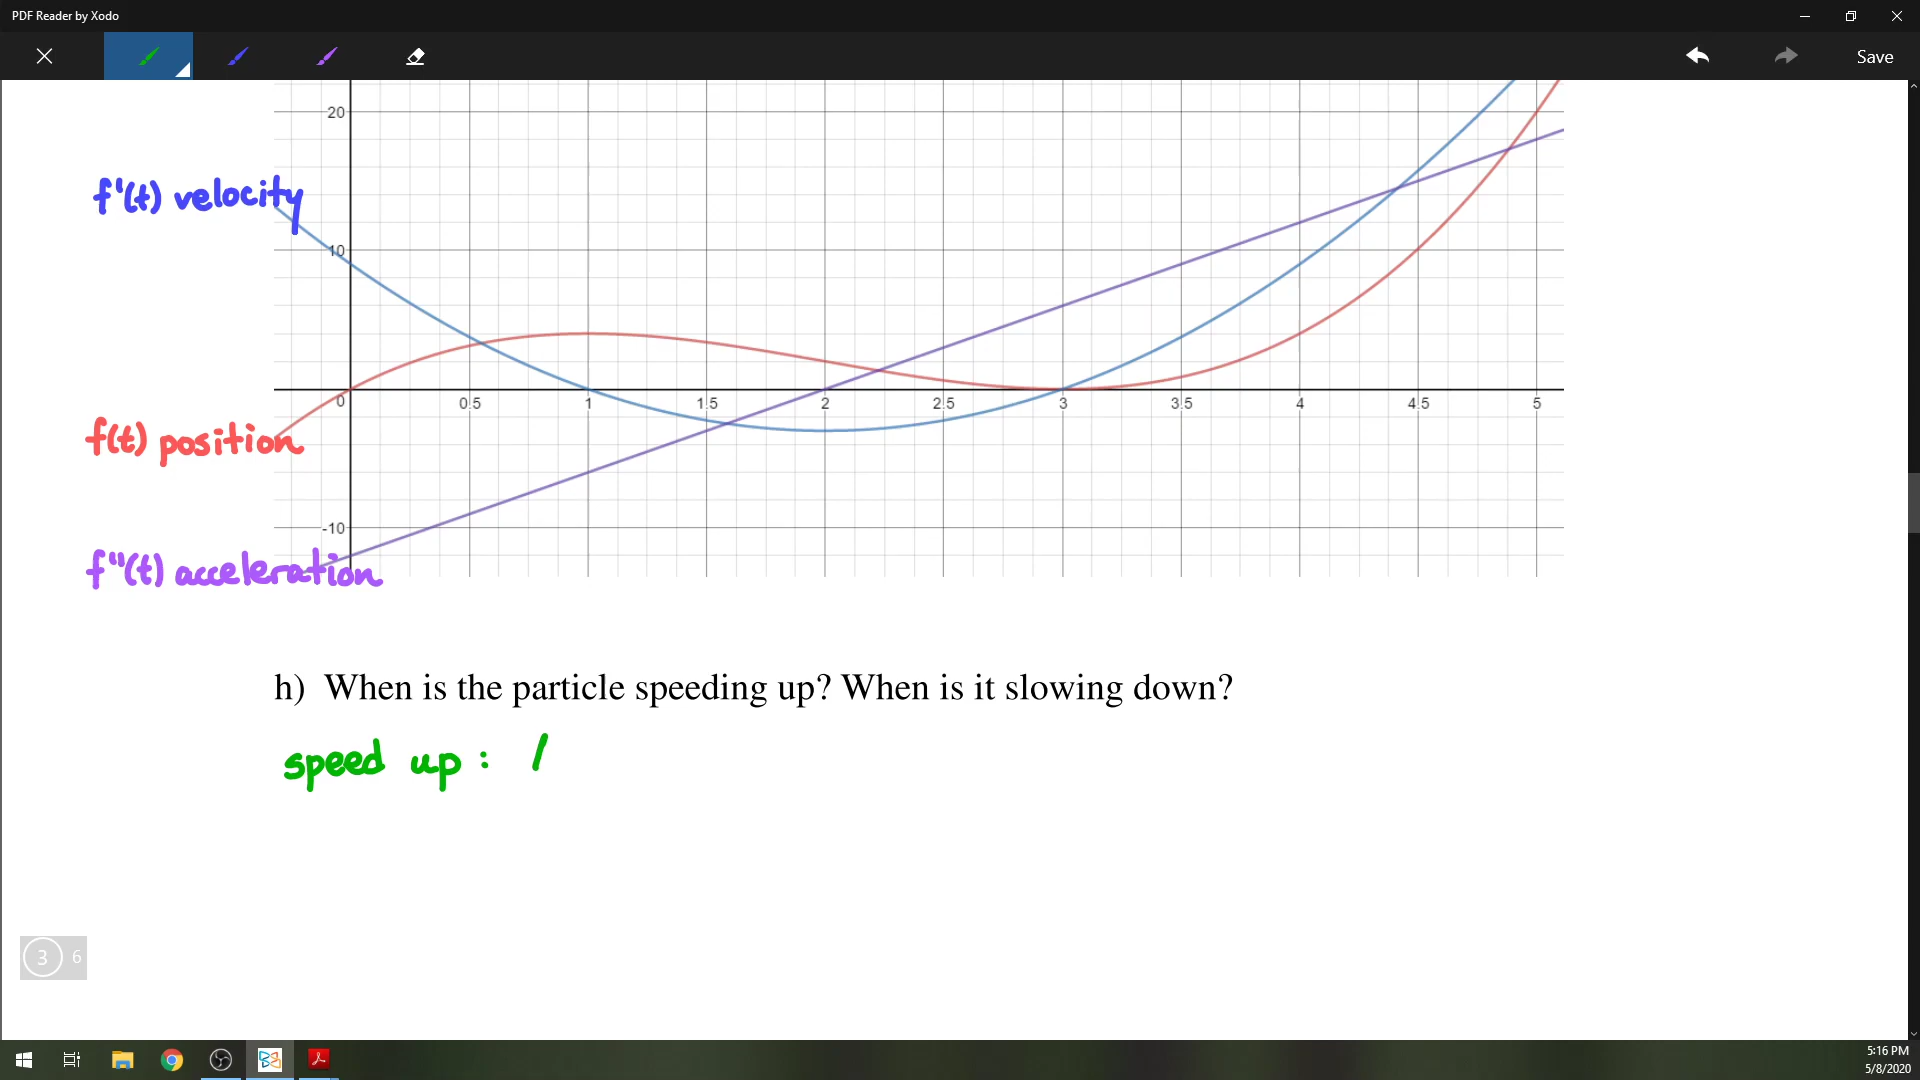 PDF Reader by Xodo
Save
20
f'(t) velocity
10
0 0.5 1 1.5 2 2.5 3 3.5 4 4.5 5
f(t) position
-10
f"(t) acceleration
h) When is the particle speeding up? When is it slowing down?
speed up : /
3 6
5:16 PM
5/8/2020